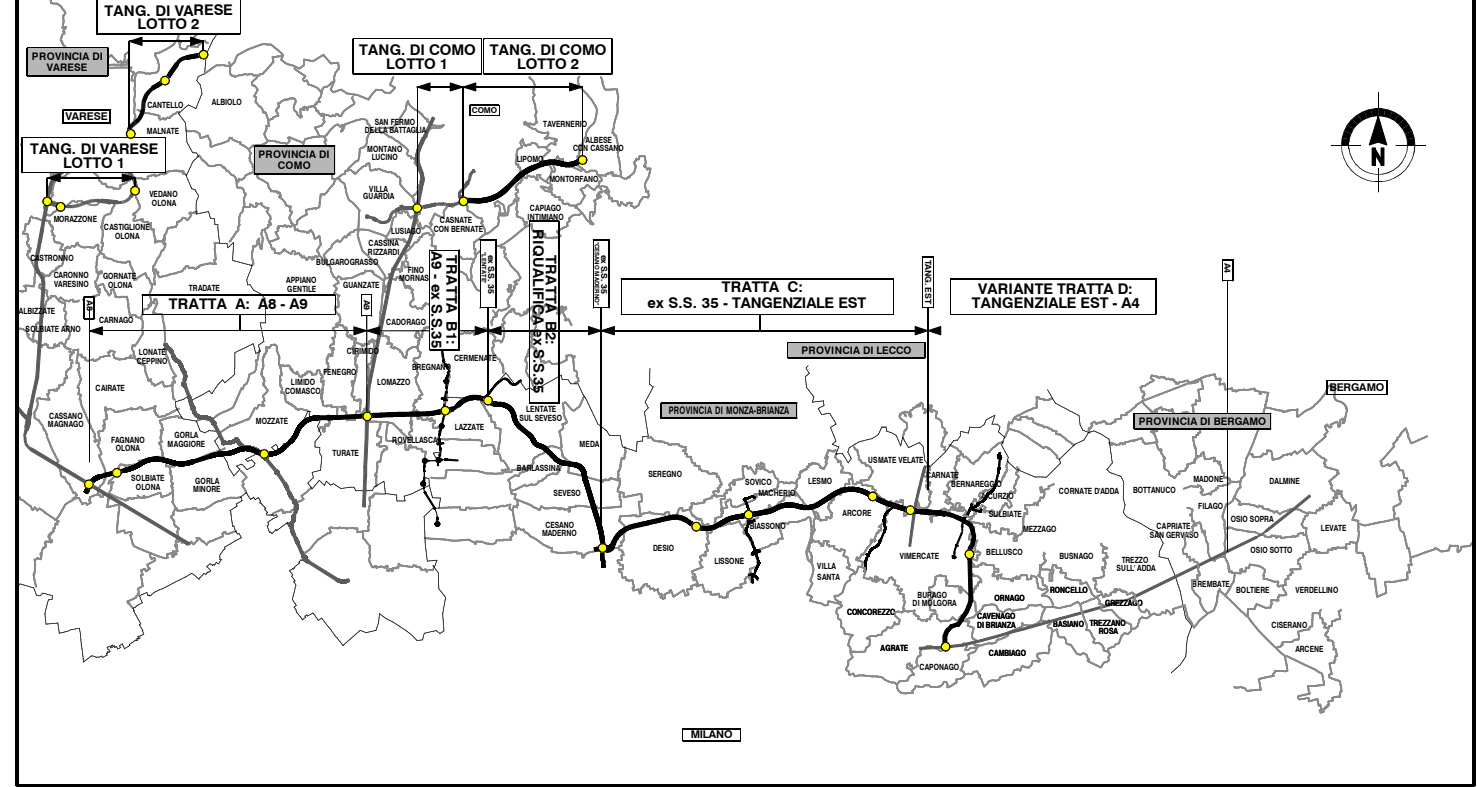 TANG. DI VARESE
LOTTO 2
PROVINCIA DI
VARESE
TANG. DI COMO
LOTTO 1
TANG. DI COMO
LOTTO 2
CANTELLO
ALBIOLO
VARESE
COMO
MALNATE
SAN FERMO
DELLA BATTAGLIA
TAVERNERIO
ALBESE
CON CASSANO
TANG. DI VARESE
LOTTO 1
PROVINCIA DI
COMO
MONTANO
LUCINO
LIPOMO
MONTORFANO
N
VEDANO
OLONA
VILLA
GUARDIA
MORAZZONE
CASTIGLIONE
OLONA
LUSIAGO
CASNATE
CON BERNATE
CAPIAGO
INTIMIANO
CASSINA
RIZZARDI
CASTRONNO
BULGAROGRASSO
CARONNO
VARESINO
GORNATE
OLONA
TRADATE
APPIANO
GENTILE
GUANZATE
FINO
MORNAS
TRATTA B1:
A9 - ex S.S.35
ex S.S. 35
"LENTATE"
TRATTA B2:
RIQUALIFICA ex S.S.35
ex S.S. 35
"CESANO MADERNO"
TRATTA C:
ex S.S. 35 - TANGENZIALE EST
TANG. EST
VARIANTE TRATTA D:
TANGENZIALE EST - A4
A4
A8
TRATTA A: A8 - A9
A9
ALBIZZATE
SOLBIATE ARNO
CARNAGO
CADORAGO
LONATE
CEPPINO
CIRIMIDO
FENEGRO
BREGNANO
CERMENATE
PROVINCIA DI LECCO
CAIRATE
LIMIDO
COMASCO
LOMAZZO
BERGAMO
CASSANO
MAGNAGO
MOZZATE
LENTATE
SUL SEVESO
PROVINCIA DI MONZA-BRIANZA
PROVINCIA DI BERGAMO
FAGNANO
OLONA
GORLA
MAGGIORE
ROVELLASCA
LAZZATE
MEDA
TURATE
SOLBIATE
OLONA
GORLA
MINORE
BARLASSINA
SEVESO
SEREGNO
SOVICO
MACHERIO
LESMO
USMATE VELATE
CARNATE
BERNAREGGIO
CURZIO
SULBIATE
CORNATE D'ADDA
BOTTANUCO
MADONE
DALMINE
FILAGO
CESANO
MADERNO
BIASSONO
ARCORE
MEZZAGO
CAPRIATE
SAN GERVASO
OSIO SOPRA
LEVATE
DESIO
LISSONE
VILLA
SANTA
VIMERCATE
BELLUSCO
BUSNAGO
TREZZO
SULL' ADDA
OSIO SOTTO
BURAGO
DI MOLGORA
ORNAGO
RONCELLO
BREMBATE
BOLTIERE
VERDELLINO
CONCOREZZO
GREZZAGO
CAVENAGO
DI BRIANZA
BASIANO
TREZZANO
ROSA
CISERANO
AGRATE
CAMBIAGO
CAPONAGO
ARCENE
MILANO